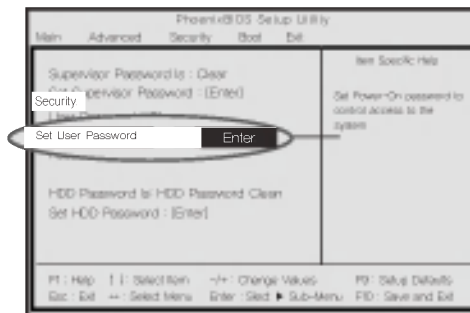 PhoenixBIOS Setup Utility
Main Advanced Security Boot Exit
Supervisor Password Is : Clear
Set Supervisor Password : [Enter]
Security
Set User Password Enter
HDD Password Is HDD Password Clear
Set HDD Password : [Enter]
Item Specific Help
Set Power-On password to
control access to the
system
F1 : Help ↑↓ : Select Item -/+ : Change Values F9 : Setup Defaults
Esc : Exit ↔ : Select Menu Enter : Select ▶ Sub-Menu F10 : Save and Exit